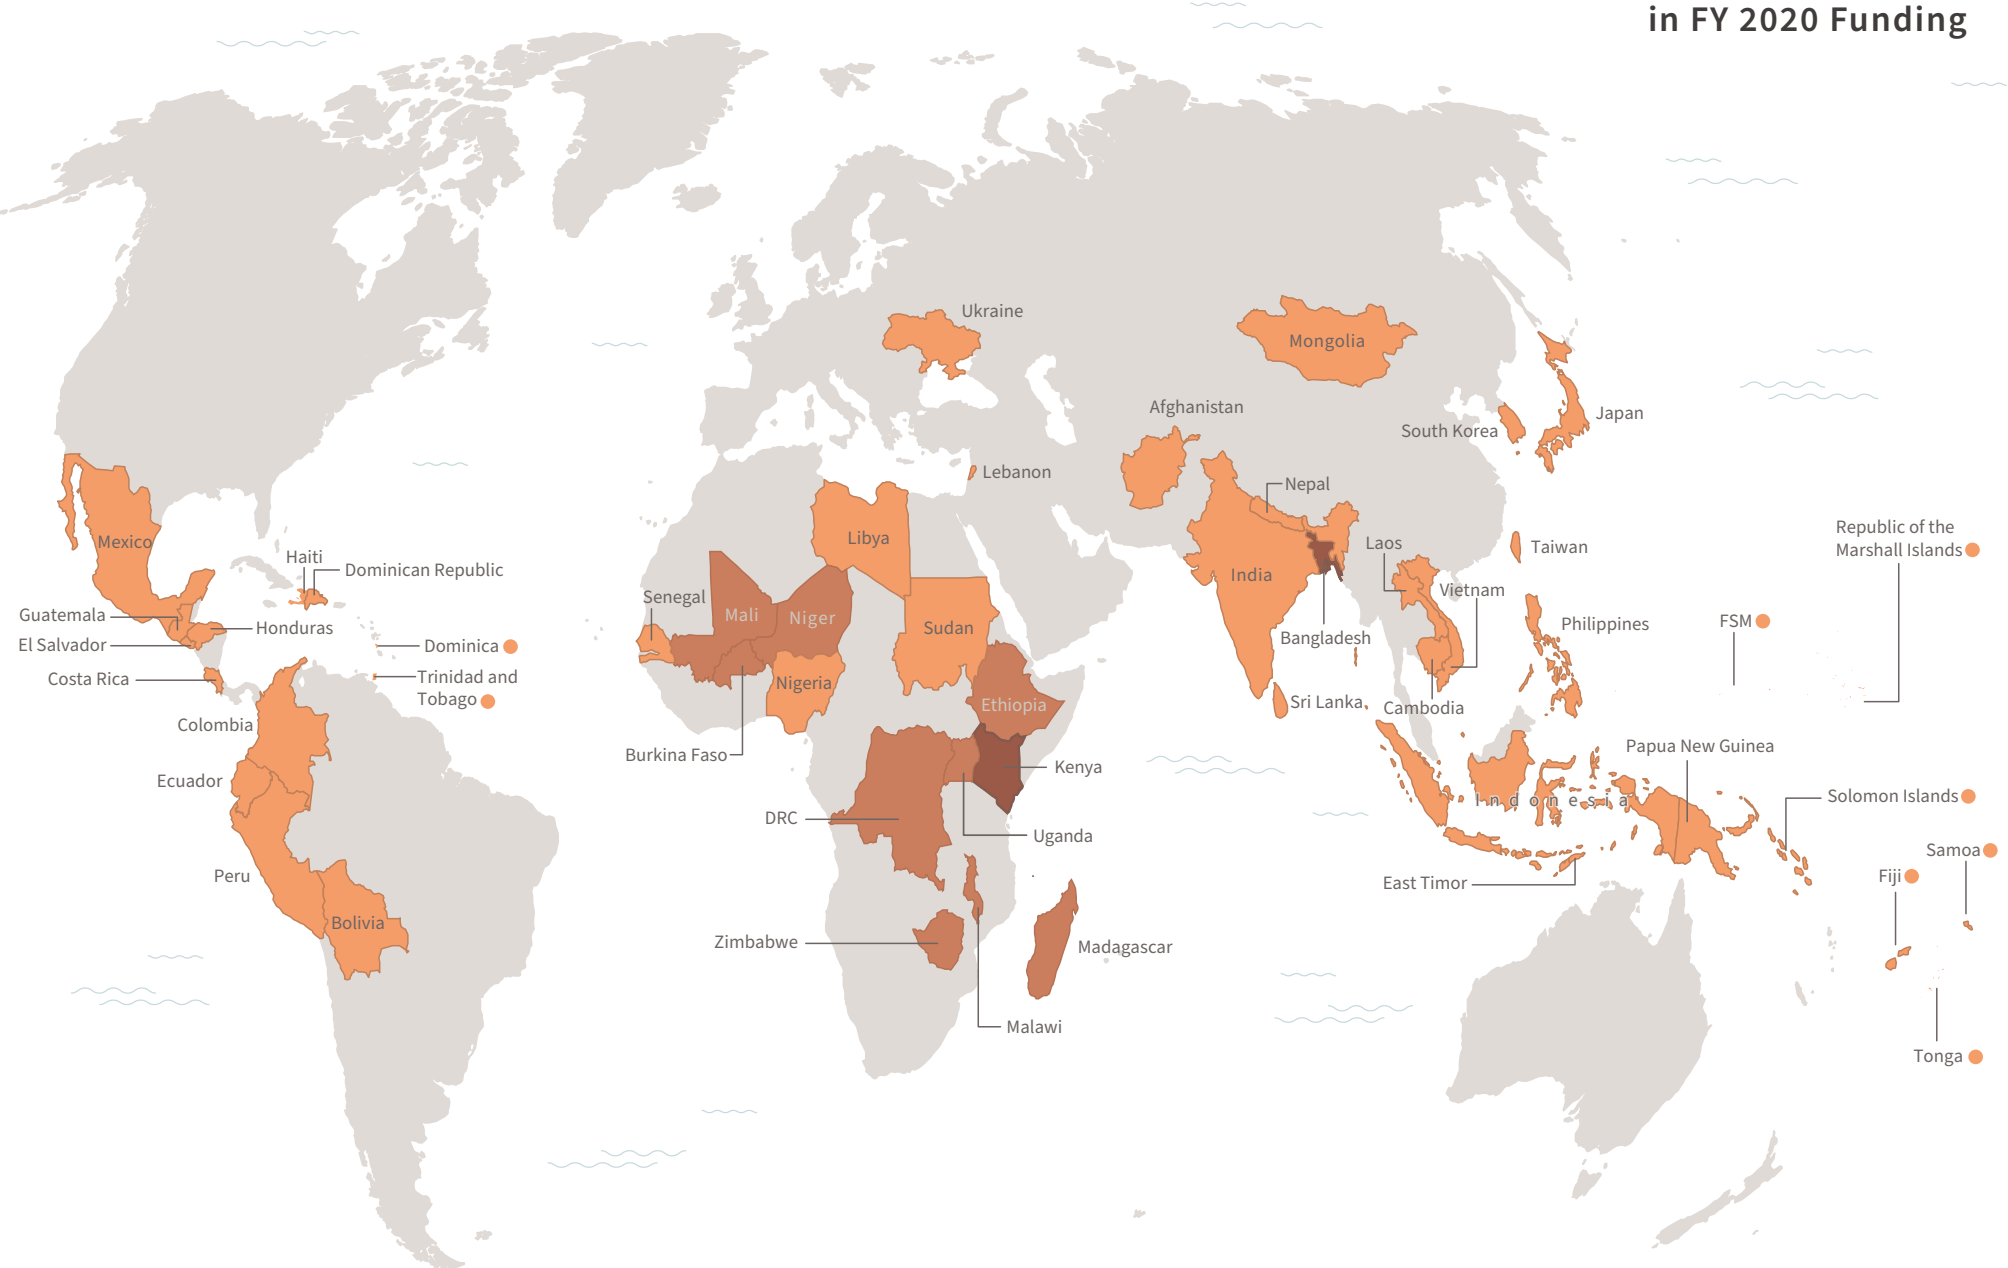 in FY 2020 Funding
Ukraine
Mongolia
Afghanistan
Japan
South Korea
Lebanon
Nepal
Mexico
Libya
Laos
Taiwan
Republic of the
Marshall Islands
Haiti
Dominican Republic
India
Vietnam
Senegal
Mali
Niger
Guatemala
Honduras
Sudan
Bangladesh
Philippines
FSM
El Salvador
Dominica
Costa Rica
Trinidad and
Tobago
Nigeria
Ethiopia
Sri Lanka
Cambodia
Colombia
Burkina Faso
Kenya
Papua New Guinea
Ecuador
Indonesia
Solomon Islands
DRC
Uganda
Samoa
Peru
East Timor
Fiji
Bolivia
Zimbabwe
Madagascar
Malawi
Tonga